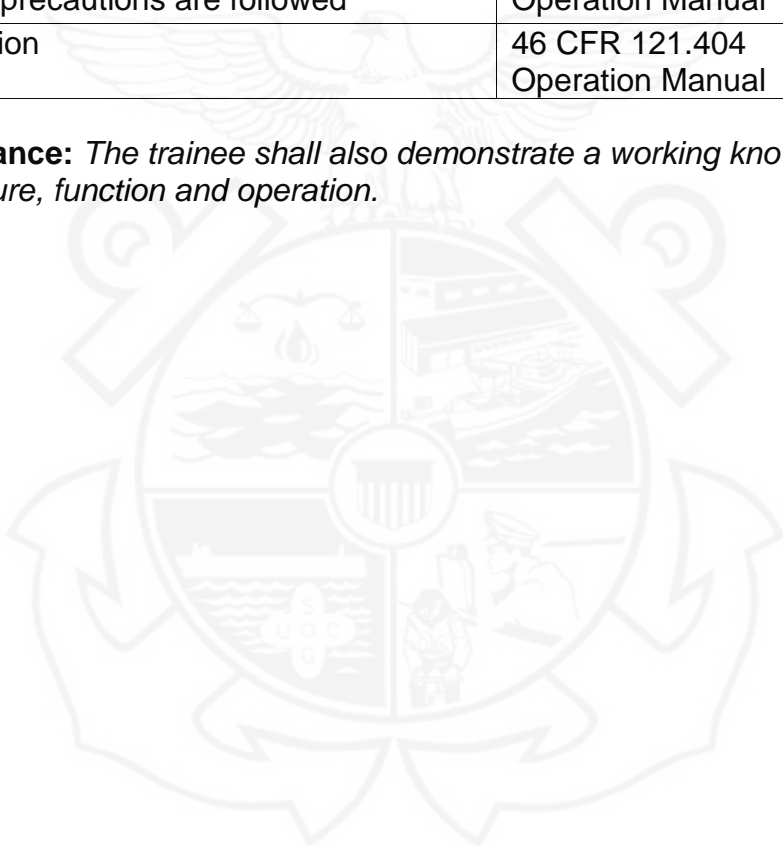 precautions are followed Operation Manual
ion 46 CFR 121.404
Operation Manual
ance: The trainee shall also demonstrate a working kno
ure, function and operation.
S
U O C
G